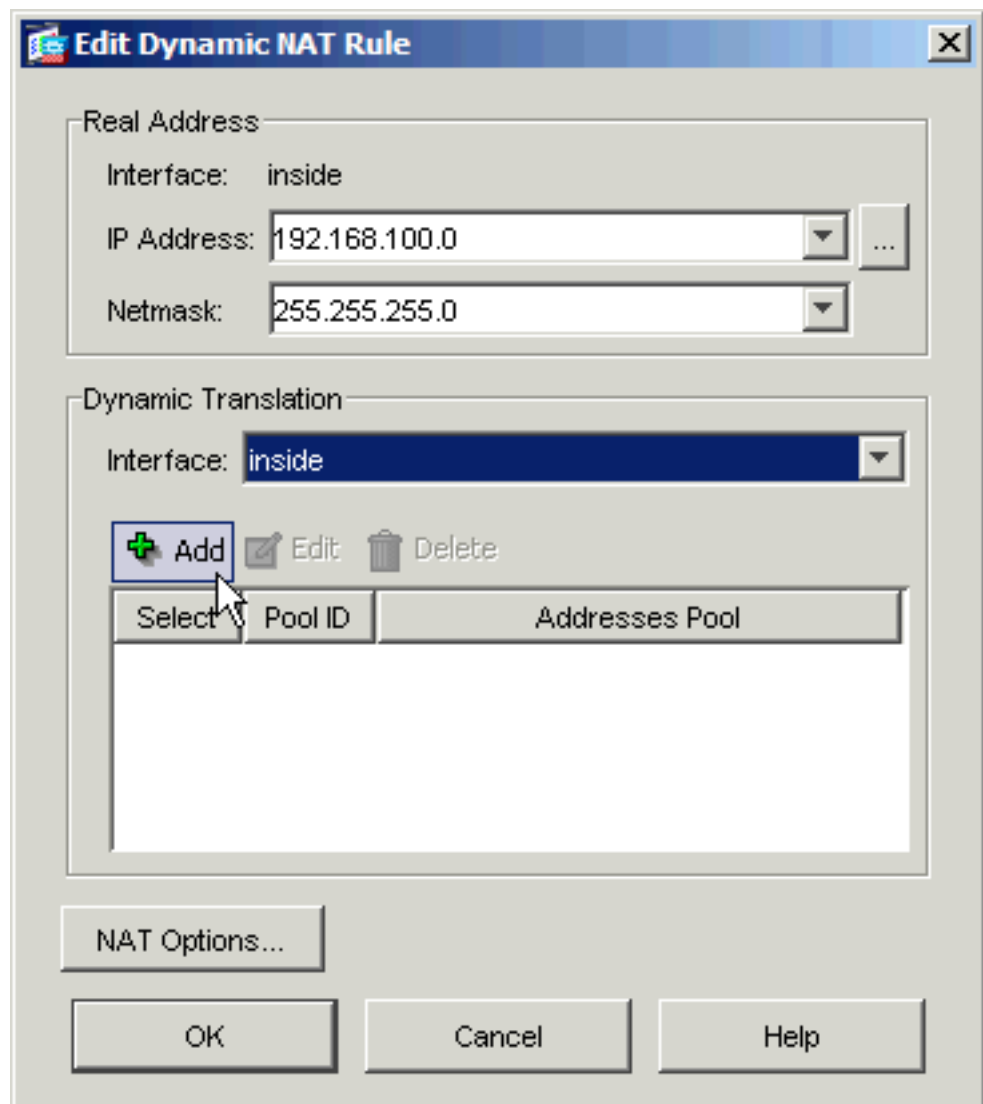 Edit Dynamic NAT Rule
Real Address
Interface: inside
IP Address: 192.168.100.0 ...
Netmask: 255.255.255.0
Dynamic Translation
Interface: inside
Add Edit Delete
Select Pool ID Addresses Pool
NAT Options...
OK Cancel Help